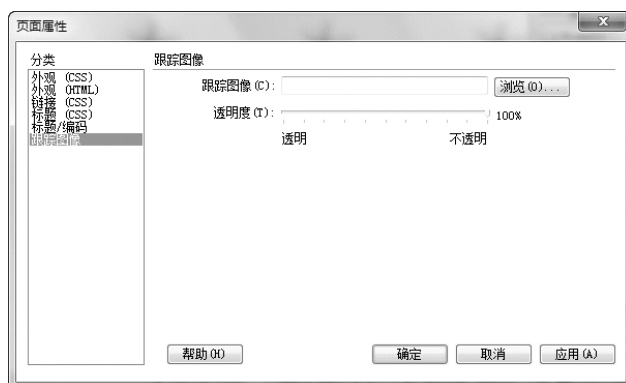 页面属性
分类
外观 (CSS)
外观 (HTML)
链接 (CSS)
标题 (CSS)
标题/编码
跟踪图像
跟踪图像
跟踪图像(C):
浏览(O)...
透明度(T):
100%
透明
不透明
帮助(H)
确定
取消
应用(A)